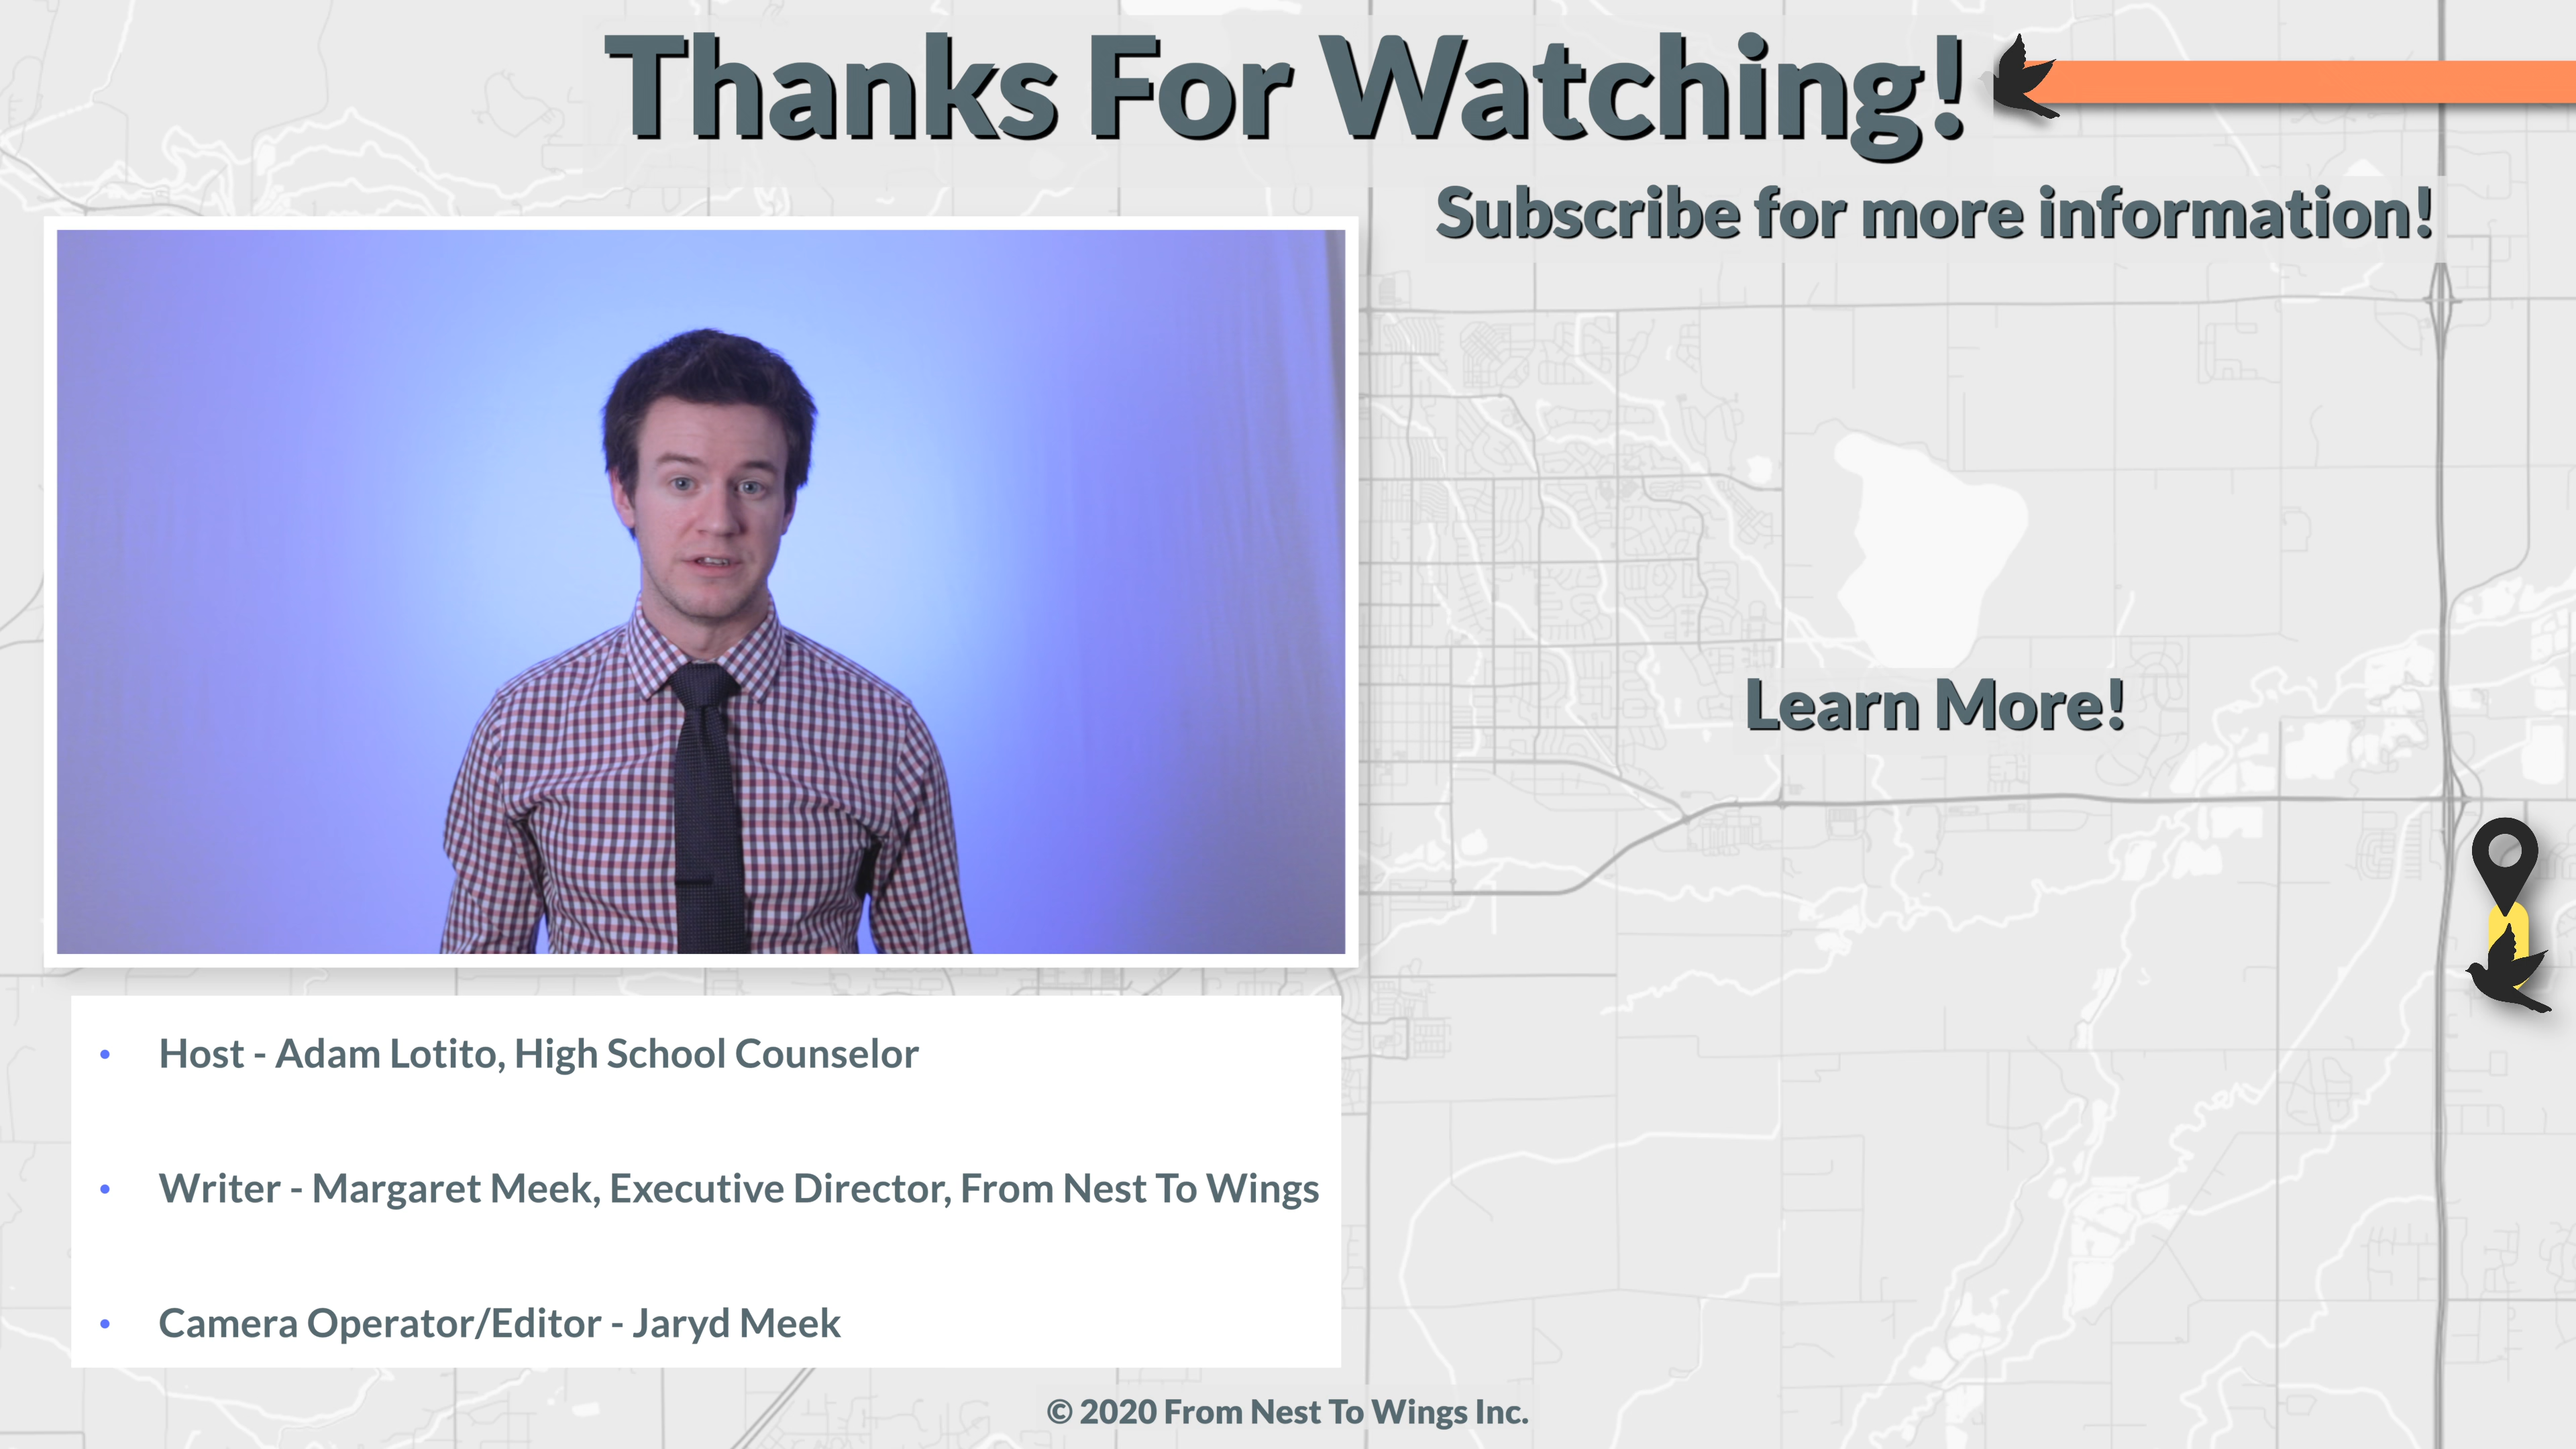 Thanks For Watching!
Subscribe for more information!
Learn More!
• Host - Adam Lotito, High School Counselor
• Writer - Margaret Meek, Executive Director, From Nest To Wings
• Camera Operator/Editor - Jaryd Meek
© 2020 From Nest To Wings Inc.